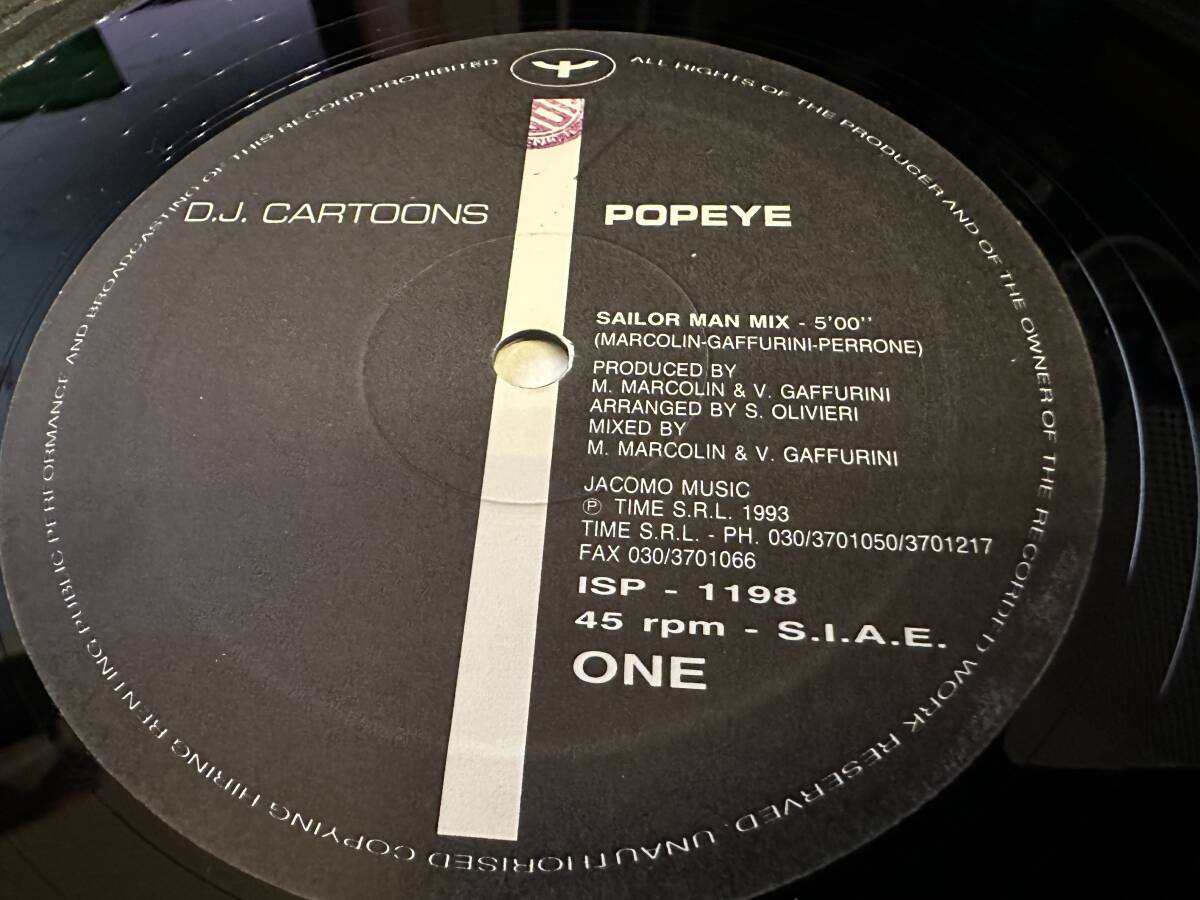 D.J. CARTOONS
POPEYE
SAILOR MAN MIX - 5'00''
(MARCOLIN-GAFFURINI-PERRONE)
PRODUCED BY
M. MARCOLIN & V. GAFFURINI
ARRANGED BY S. OLIVIERI
MIXED BY
M. MARCOLIN & V. GAFFURINI
JACOMO MUSIC
℗ TIME S.R.L. 1993
TIME S.R.L. - PH. 030/3701050/3701217
FAX 030/3701066
ISP - 1198
45 rpm - S.I.A.E.
ONE
ALL RIGHTS OF THE PRODUCER AND OF THE OWNER OF THE RECORDED WORK RESERVED. UNAUTHORISED COPYING HIRING RENTING PUBLIC PERFORMANCE AND BROADCASTING OF THIS RECORD PROHIBITED